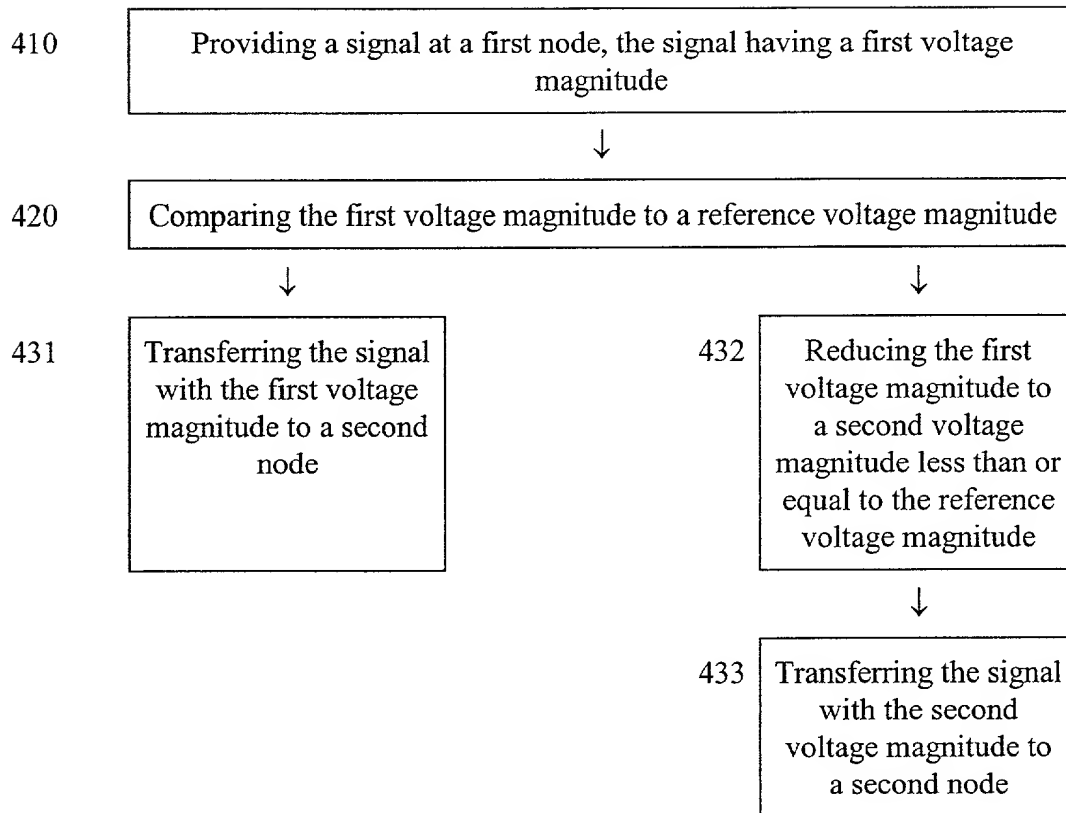 410
Providing a signal at a first node, the signal having a first voltage
magnitude
↓
420
Comparing the first voltage magnitude to a reference voltage magnitude
↓ ↓
431
Transferring the signal
with the first voltage
magnitude to a second
node
432
Reducing the first
voltage magnitude to
a second voltage
magnitude less than or
equal to the reference
voltage magnitude
↓
433
Transferring the signal
with the second
voltage magnitude to
a second node